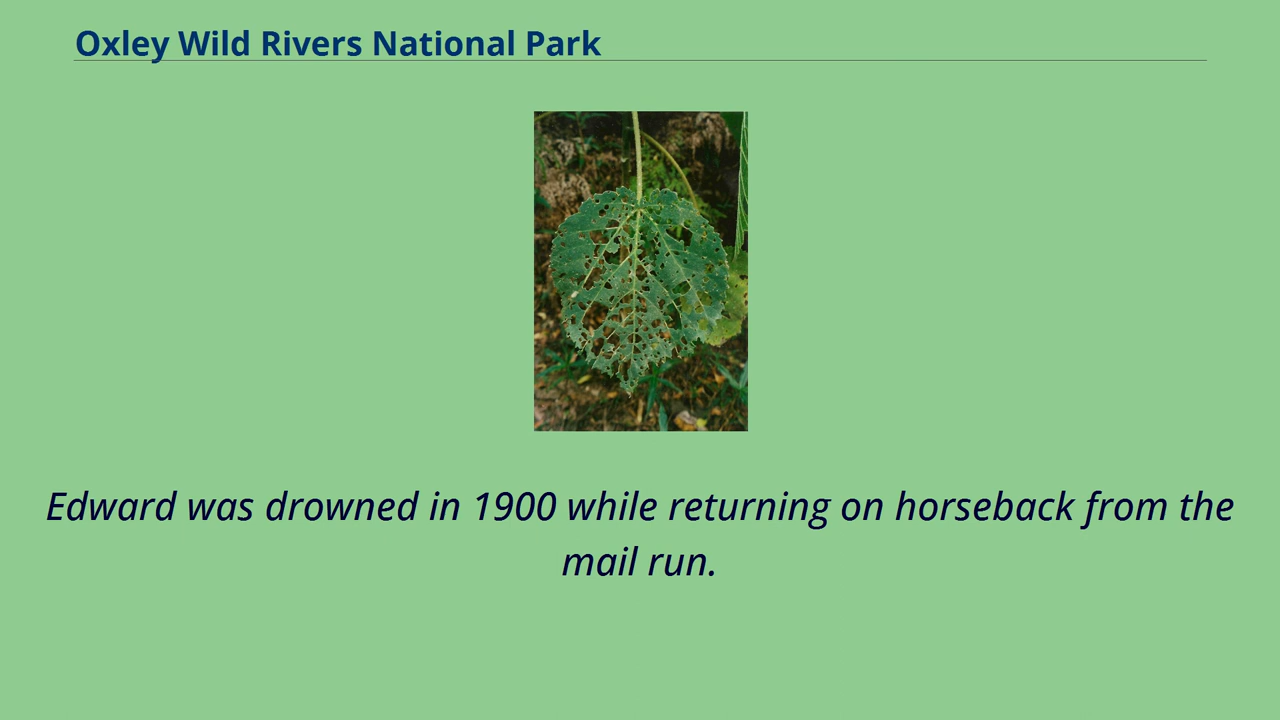 Oxley Wild Rivers National Park
Edward was drowned in 1900 while returning on horseback from the
mail run.